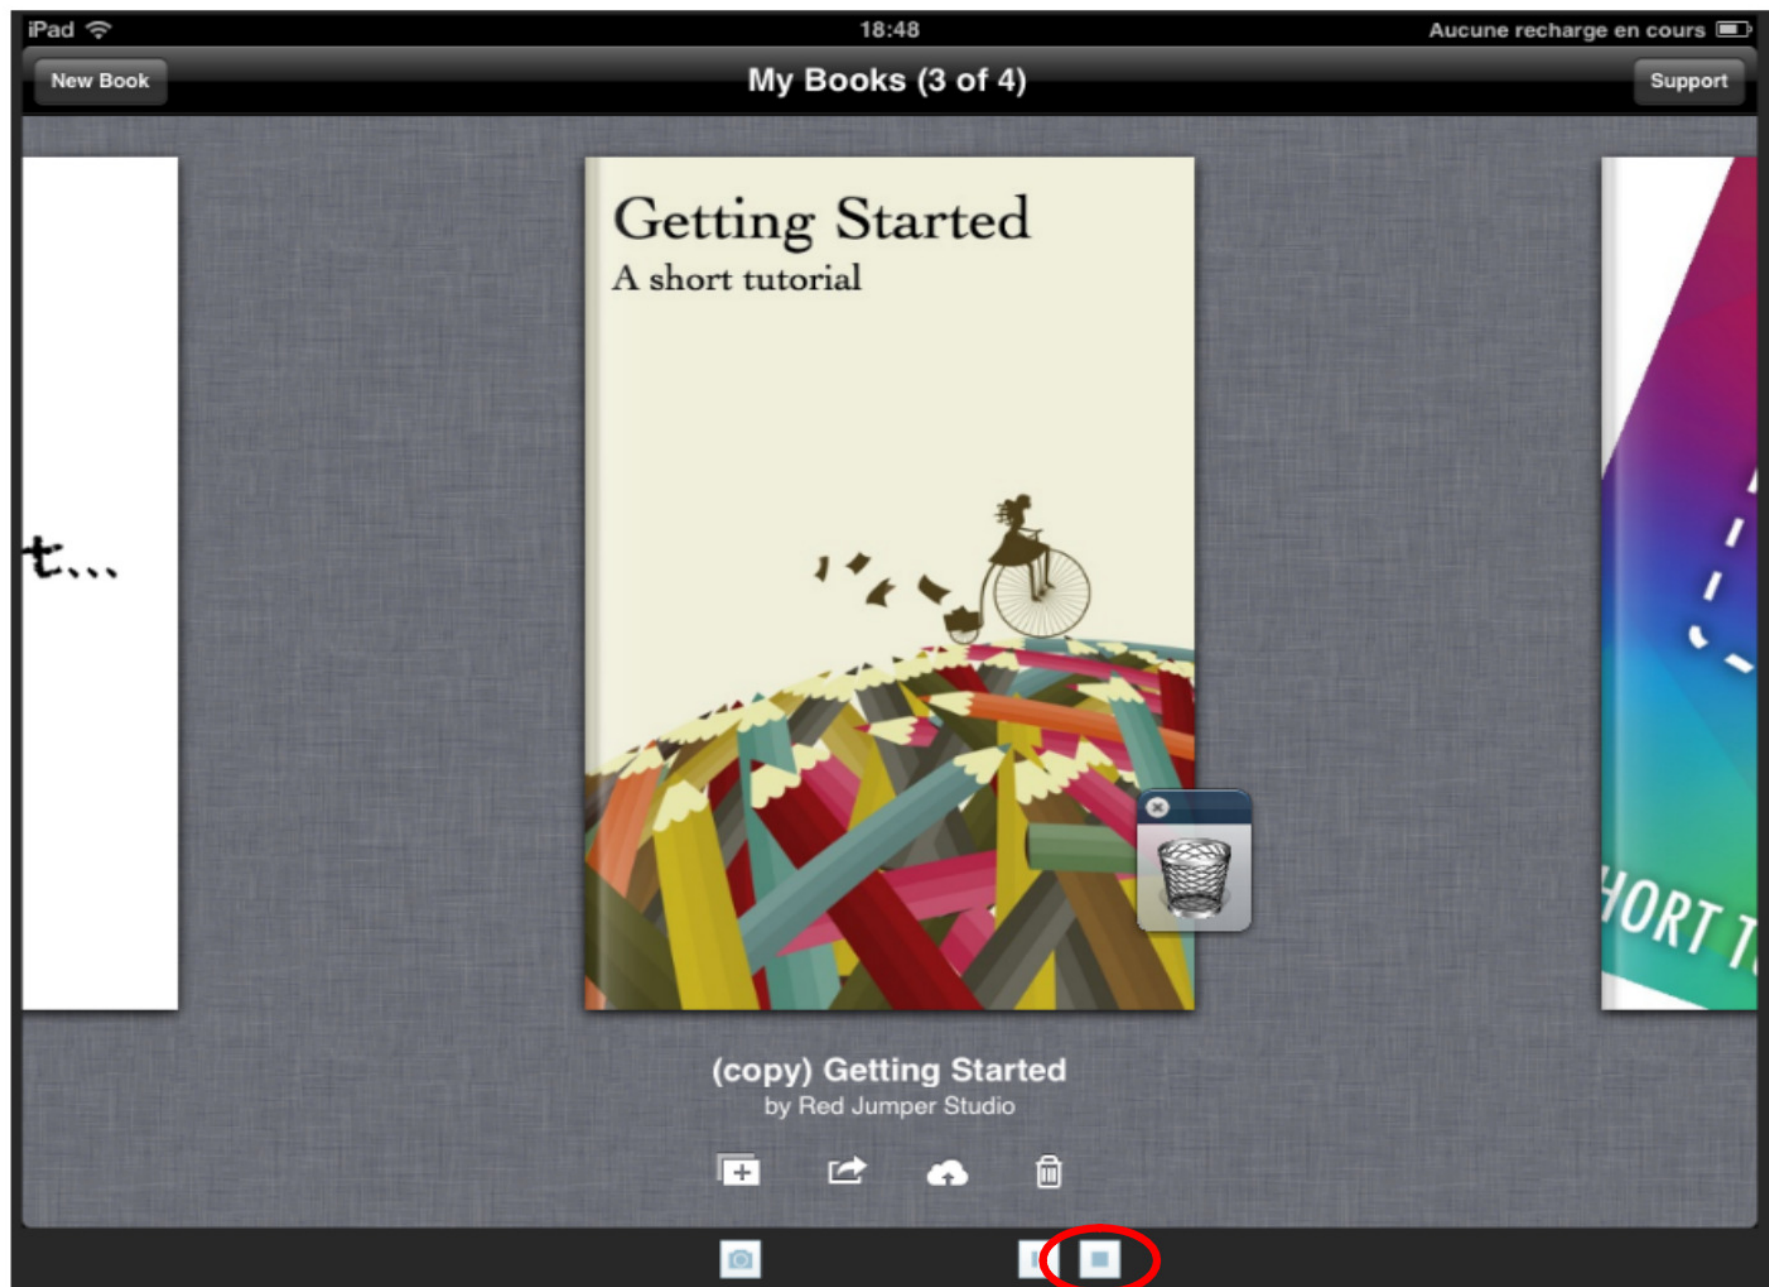 iPad 18:48 Aucune recharge en cours
New Book My Books (3 of 4) Support
Getting Started
A short tutorial
t...
HORT T
(copy) Getting Started
by Red Jumper Studio